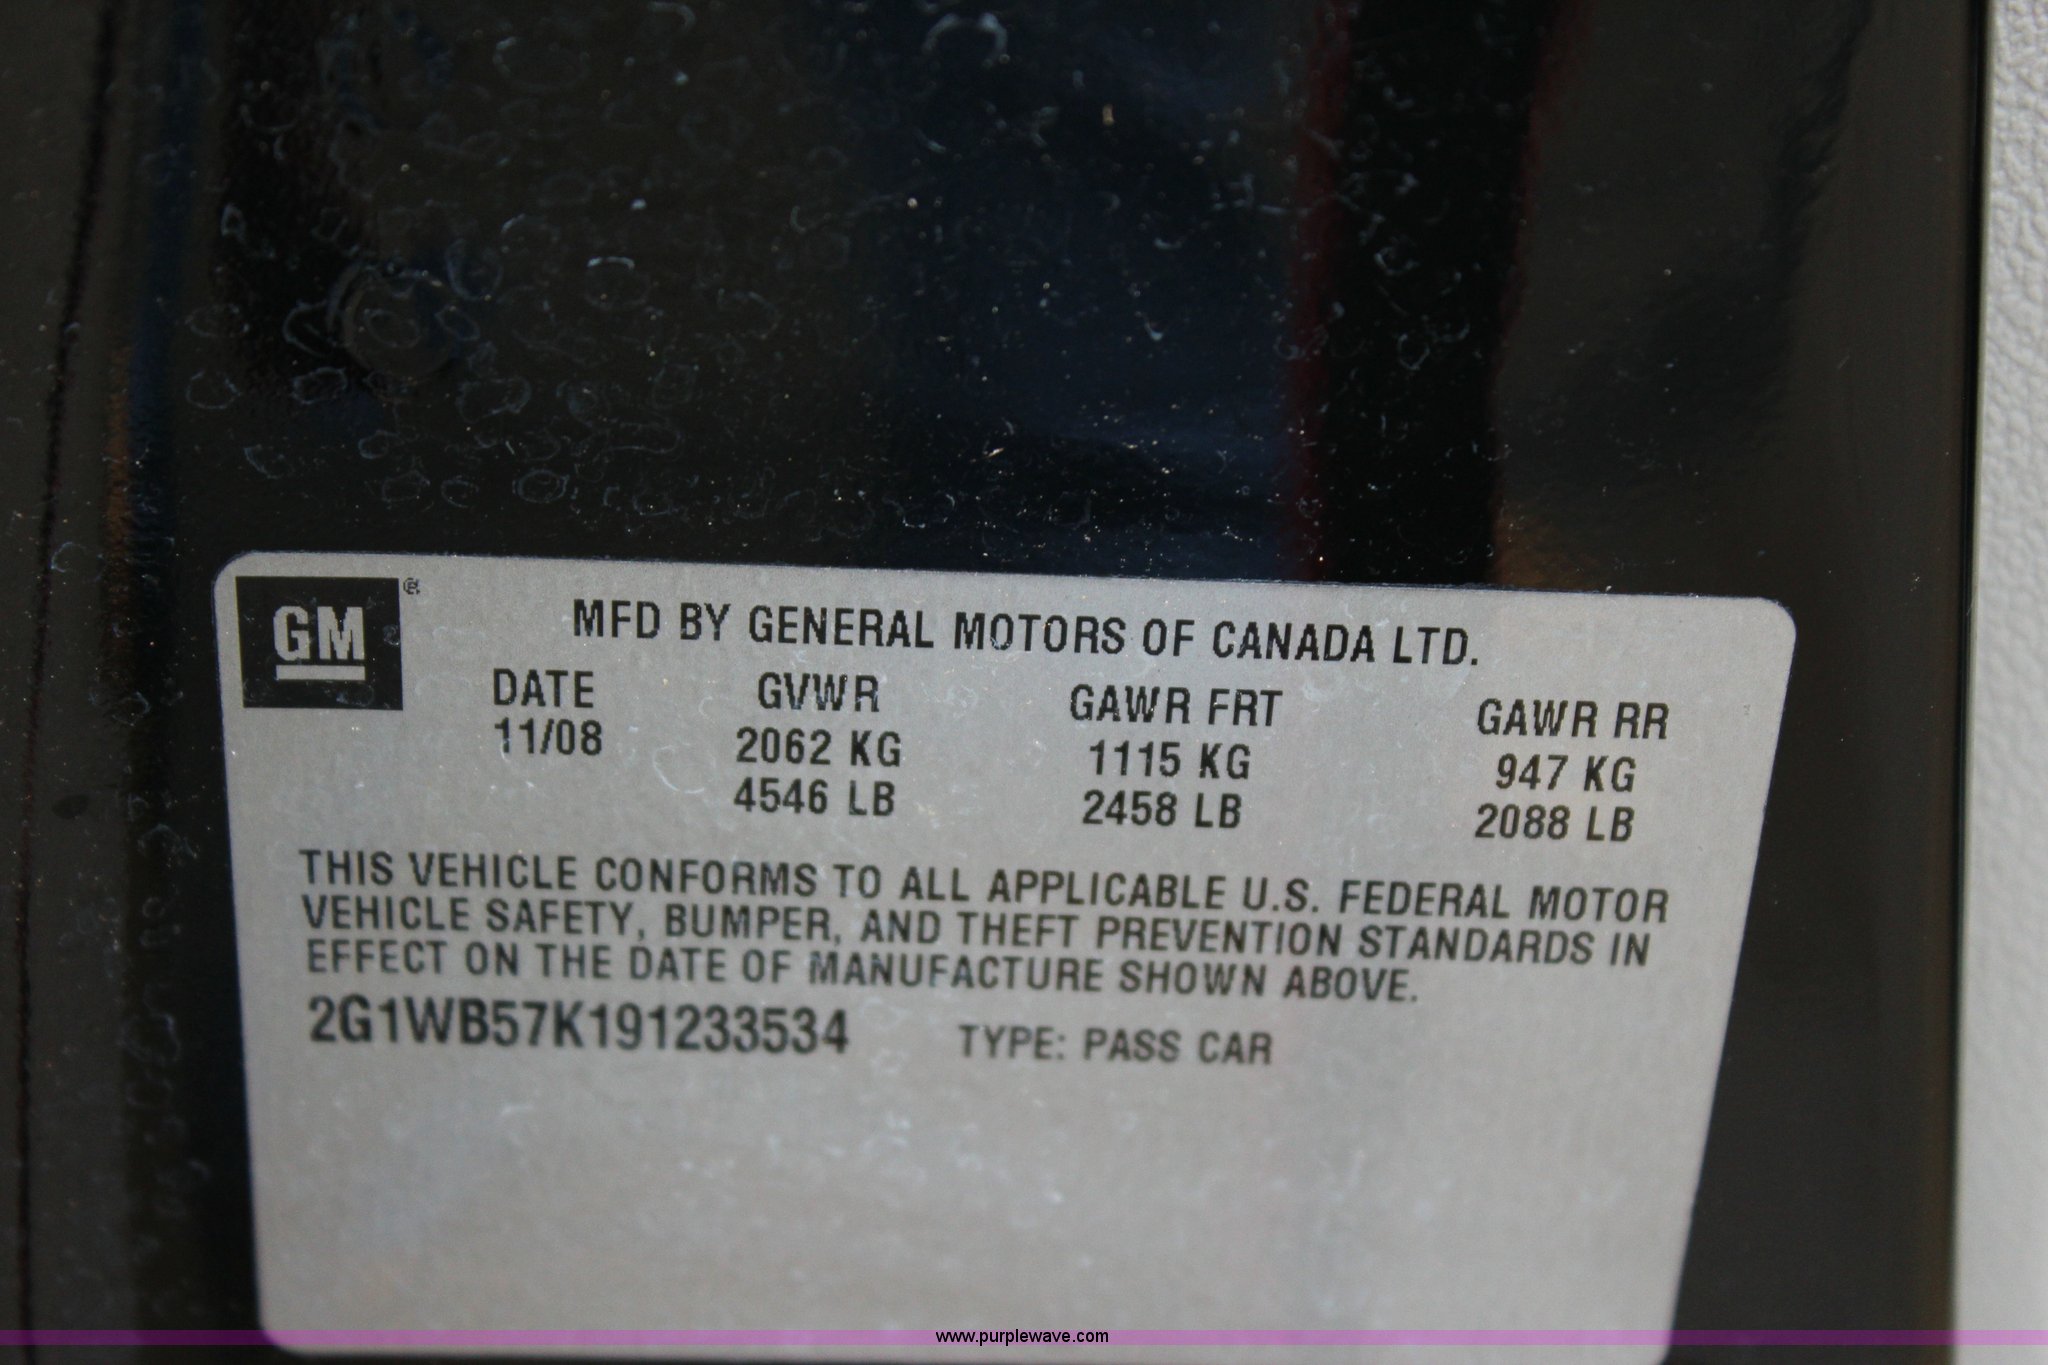 GM®
MFD BY GENERAL MOTORS OF CANADA LTD.
DATE GVWR GAWR FRT GAWR RR
11/08 2062 KG 1115 KG 947 KG
4546 LB 2458 LB 2088 LB
THIS VEHICLE CONFORMS TO ALL APPLICABLE U.S. FEDERAL MOTOR
VEHICLE SAFETY, BUMPER, AND THEFT PREVENTION STANDARDS IN
EFFECT ON THE DATE OF MANUFACTURE SHOWN ABOVE.
2G1WB57K191233534 TYPE: PASS CAR
www.purplewave.com